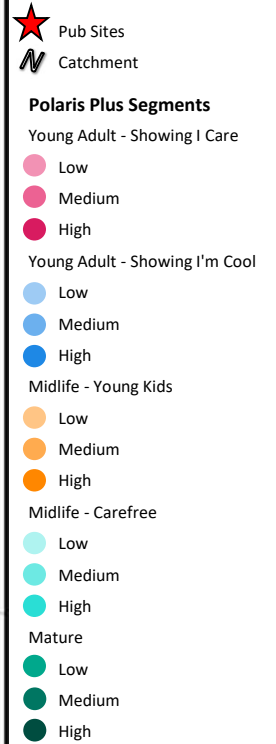 Pub Sites
N Catchment
Polaris Plus Segments
Young Adult - Showing I Care
Low
Medium
High
Young Adult - Showing I'm Cool
Low
Medium
High
Midlife - Young Kids
Low
Medium
High
Midlife - Carefree
Low
Medium
High
Mature
Low
Medium
High